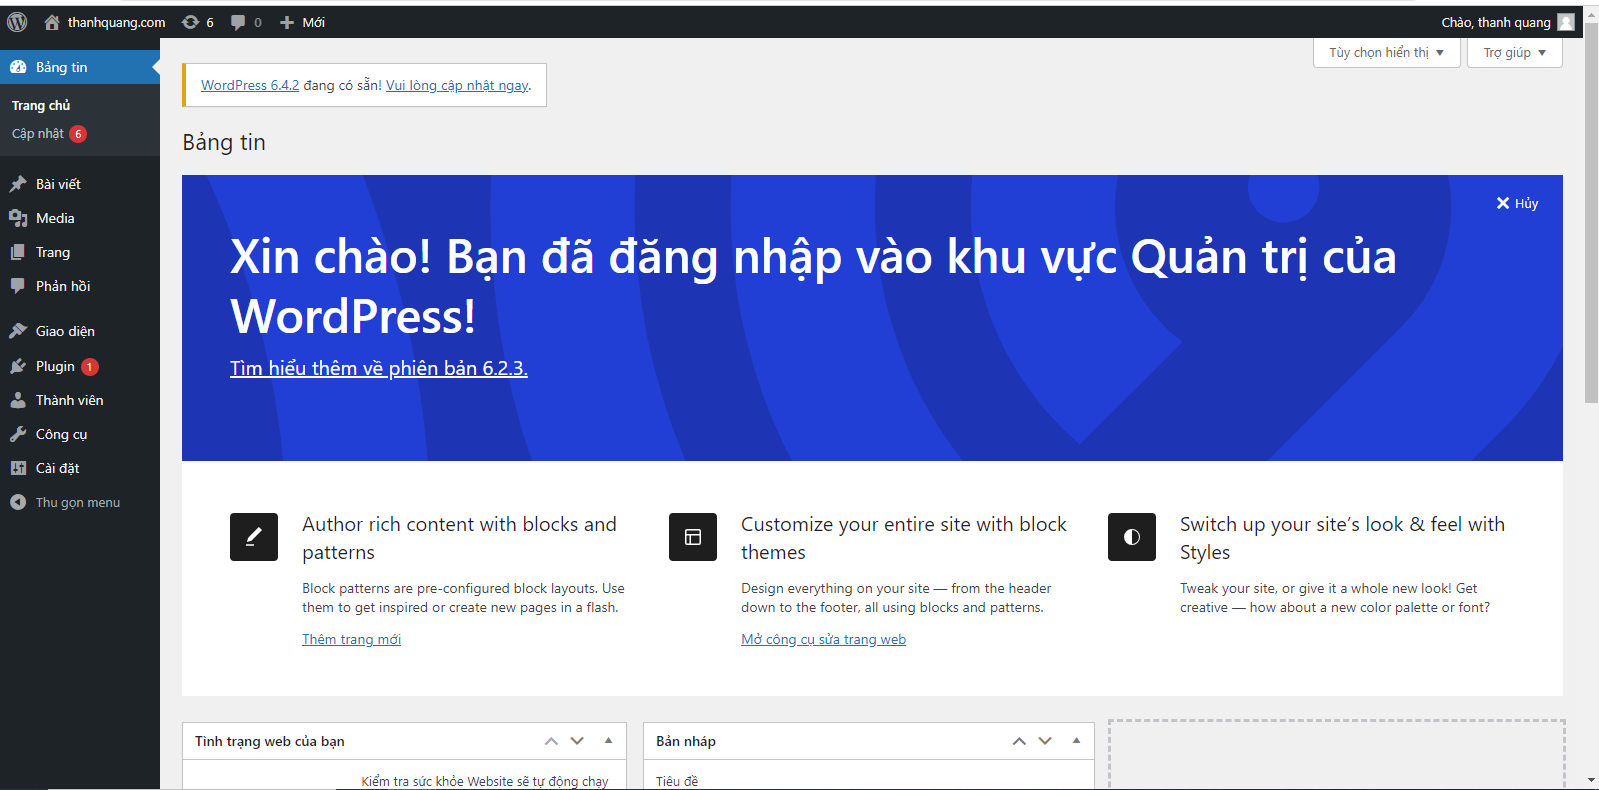 thanhquang.com 6 0 Mới Chào, thanh quang
Tùy chọn hiển thị Trợ giúp
Bảng tin
Trang chủ
Cập nhật 6
Bài viết
Media
Trang
Phản hồi
Giao diện
Plugin 1
Thành viên
Công cụ
Cài đặt
Thu gọn menu
WordPress 6.4.2 đang có sẵn! Vui lòng cập nhật ngay.
Bảng tin
Hủy
Xin chào! Bạn đã đăng nhập vào khu vực Quản trị của
WordPress!
Tìm hiểu thêm về phiên bản 6.2.3.
Author rich content with blocks and
patterns
Block patterns are pre-configured block layouts. Use
them to get inspired or create new pages in a flash.
Thêm trang mới
Customize your entire site with block
themes
Design everything on your site — from the header
down to the footer, all using blocks and patterns.
Mở công cụ sửa trang web
Switch up your site’s look & feel with
Styles
Tweak your site, or give it a whole new look! Get
creative — how about a new color palette or font?
Tình trạng web của bạn
Kiểm tra sức khỏe Website sẽ tự động chạy
Bản nháp
Tiêu đề